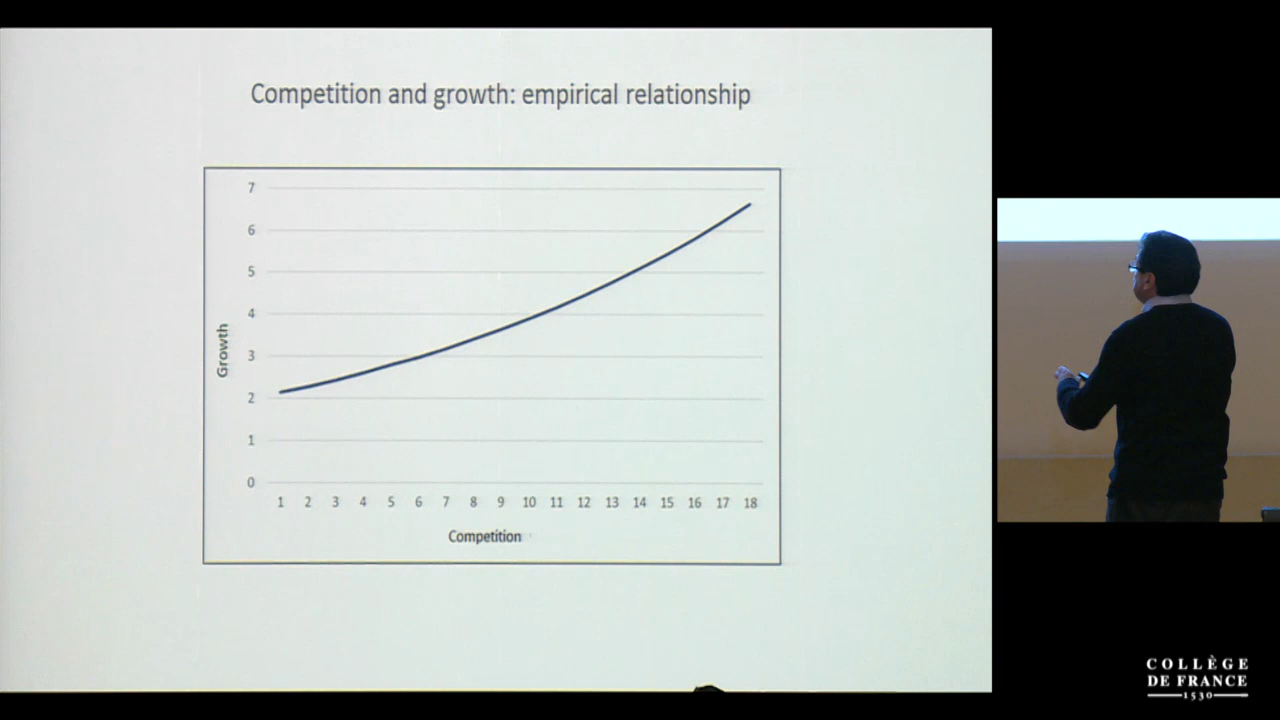 Competition and growth: empirical relationship
7
6
5
4
3
2
1
0
Growth
1 2 3 4 5 6 7 8 9 10 11 12 13 14 15 16 17 18
Competition
COLLÈGE
DE FRANCE
1530